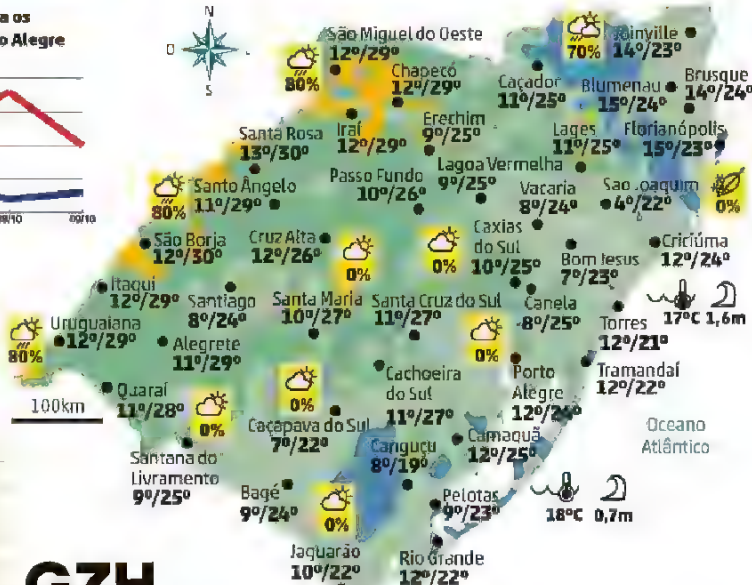 a os
o Alegre
09/10
09/10
N
O
S
80%
São Miguel do Oeste
12º/29º
Chapecó
12º/29º
70%
Joinville
14º/23º
Caçador
11º/25º
Blumenau
15º/24º
Brusque
14º/24º
Santa Rosa
13º/30º
Iraí
12º/29º
Erechim
9º/25º
Lages
11º/25º
Florianópolis
15º/23º
80%
Santo Ângelo
11º/29º
Passo Fundo
10º/26º
Lagoa Vermelha
9º/25º
Vacaria
8º/24º
São Joaquim
4º/22º
0%
São Borja
12º/30º
Cruz Alta
12º/26º
0%
0%
Caxias
do Sul
10º/25º
Bom Jesus
7º/23º
Criciúma
12º/24º
Itaqui
12º/29º
Santiago
8º/24º
Santa Maria
10º/27º
Santa Cruz do Sul
11º/27º
Canela
8º/25º
17ºC 1,6m
80%
Uruguaiana
12º/29º
Alegrete
11º/29º
0%
Torres
12º/21º
Quaraí
11º/28º
0%
0%
Cachoeira
do Sul
11º/27º
Porto
Alegre
12º/24º
Tramandaí
12º/22º
100km
Caçapava do Sul
7º/22º
Camaquã
12º/25º
Oceano
Atlântico
Santana do
Livramento
9º/25º
Canguçu
8º/19º
Bagé
9º/24º
0%
Pelotas
9º/23º
18ºC 0,7m
Jaguarão
10º/22º
Rio Grande
12º/22º
GZH